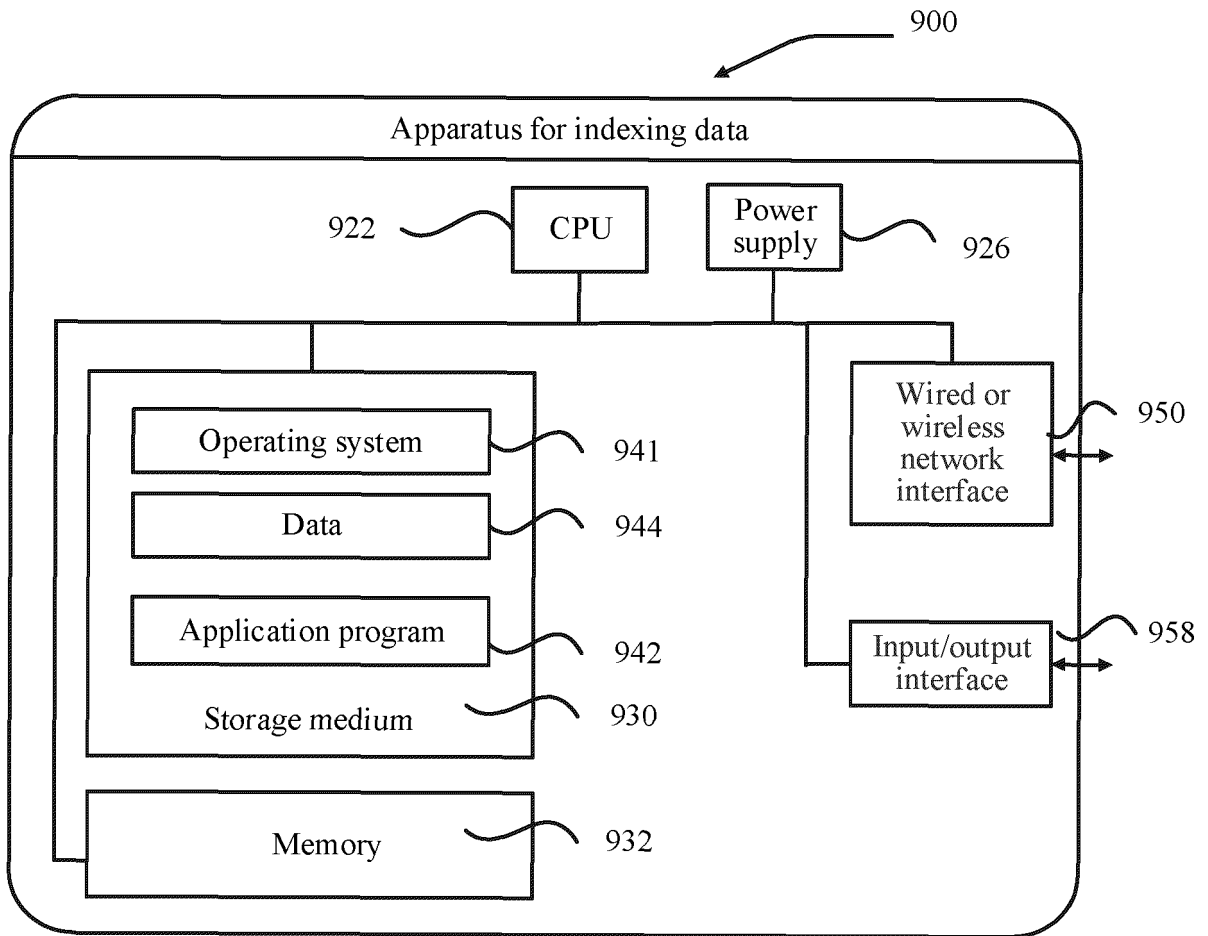 900
Apparatus for indexing data
922
CPU
Power
supply
926
Operating system
941
Data
944
Application program
942
Storage medium
930
Memory
932
Wired or
wireless
network
interface
950
Input/output
interface
958